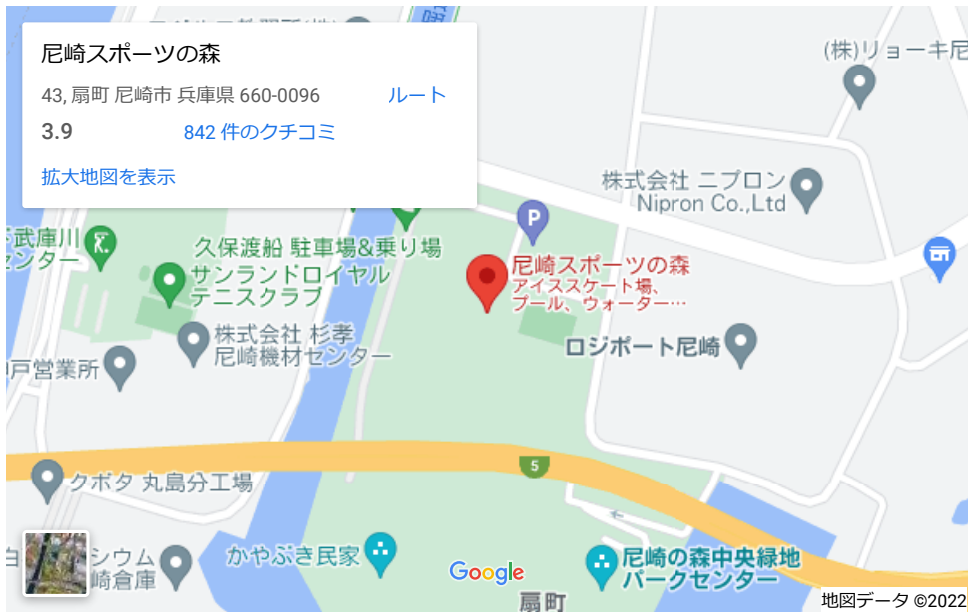 尼崎スポーツの森
43, 扇町 尼崎市 兵庫県 660-0096
ルート
3.9
842 件のクチコミ
拡大地図を表示
(株)リョーキ尼
株式会社 ニプロン
Nipron Co.,Ltd
P
武庫川
センター
久保渡船 駐車場&乗り場
サンランドロイヤル
テニスクラブ
尼崎スポーツの森
アイススケート場、
プール、ウォーター…
株式会社 杉孝
尼崎機材センター
ロジポート尼崎
戸営業所
5
クボタ 丸島分工場
シウム
崎倉庫
かやぶき民家
Google
尼崎の森中央緑地
パークセンター
扇町
地図データ ©2022